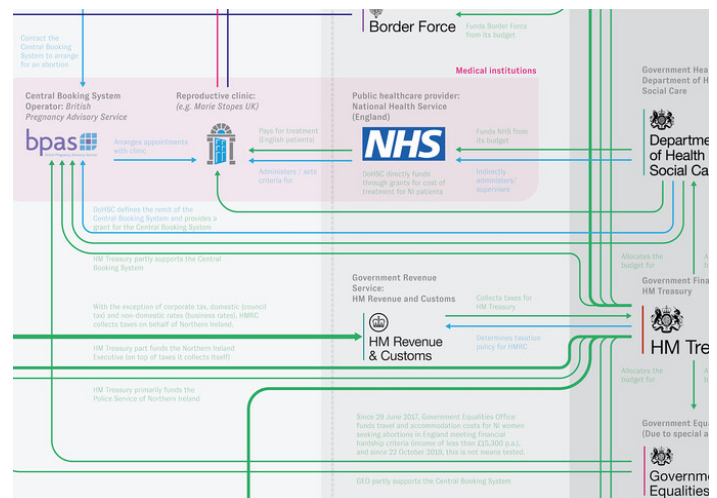 Border Force
Funds Border Force
from its budget.
Contact the
Central Booking
System to arrange
for an abortion
Medical institutions
Central Booking System
Operator: British
Pregnancy Advisory Service
Reproductive clinic:
(e.g. Marie Stopes UK)
Public healthcare provider:
National Health Service
(England)
Government Hea
Department of H
Social Care
bpas
British Pregnancy Advisory Service
Arranges appointments
with clinic
Pays for treatment
(English patients)
Administers / sets
criteria for
NHS
DoHSC directly funds
through grants for cost of
treatment for NI patients
Funds NHS from
its budget
Indirectly
administers/
supervises
Departme
of Health
Social Ca
DoHSC defines the remit of the
Central Booking System and provides a
grant for the Central Booking System
HM Treasury partly supports the Central
Booking System
Allocates the
budget for
A
b
Government Revenue
Service:
HM Revenue and Customs
Government Fina
HM Treasury
With the exception of corporate tax, domestic (council
tax) and non-domestic rates (business rates), HMRC
collects taxes on behalf of Northern Ireland.
Collects taxes for
HM Revenue
& Customs
Determines taxation
policy for HMRC
HM Trea
HM Treasury part funds the Northern Ireland
Executive (on top of taxes it collects itself)
HM Treasury primarily funds the
Police Service of Northern Ireland
Allocates the
budget for
A
b
Since 29 June 2017, Government Equalities Office
funds travel and accommodation costs for NI women
seeking abortions in England meeting financial
hardship criteria (income of less than £15,300 p.a.),
and since 22 October 2019, this is not means tested.
GEO partly supports the Central Booking System
Government Equa
(Due to special a
Governme
Equalities